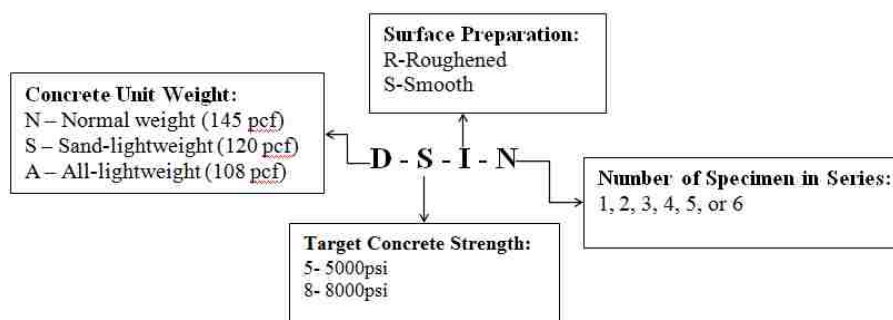 Surface Preparation:
R-Roughened
S-Smooth
Concrete Unit Weight:
N – Normal weight (145 pcf)
S – Sand-lightweight (120 pcf)
A – All-lightweight (108 pcf)
D - S - I - N
Number of Specimen in Series:
1, 2, 3, 4, 5, or 6
Target Concrete Strength:
5- 5000psi
8- 8000psi